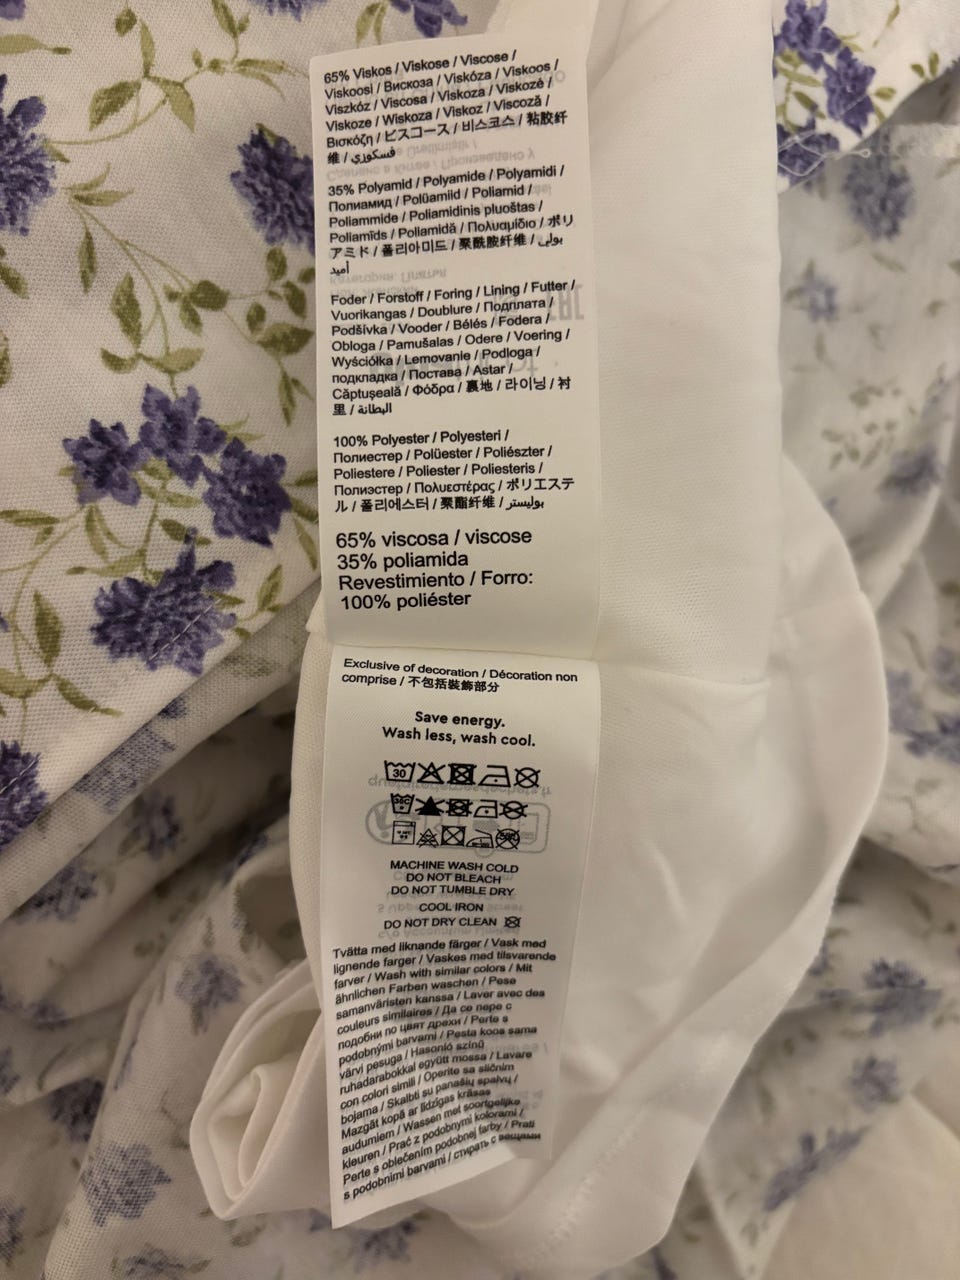 65% Viskos / Viskose / Viscose /
Viskoosi / Вискоза / Viskóza / Viskoos /
Viszkóz / Viscosa / Viskoza / Viskozė /
Viskoze / Wiskoza / Viskoz / Viscoză /
Βισκόζη / ビスコース / 비스코스 / 粘胶纤
维 / فسكوزي
35% Polyamid / Polyamide / Polyamidi /
Полиамид / Polüamiid / Poliamid /
Poliammide / Poliamidinis pluoštas /
Poliamīds / Poliamidă / Πολυαμίδιο / ポリ
アミド / 폴리아미드 / 聚酰胺纤维 / بولي
أميد
Foder / Forstoff / Foring / Lining / Futter /
Vuorikangas / Doublure / Подплата /
Podšívka / Vooder / Bélés / Fodera /
Obloga / Pamušalas / Odere / Voering /
Wyściółka / Lemovanie / Podloga /
подкладка / Постава / Astar /
Căptuşeală / Φόδρα / 裏地 / 라이닝 / 衬
里 / البطانة
100% Polyester / Polyesteri /
Полиестер / Polüester / Poliészter /
Poliestere / Poliester / Poliesteris /
Полиэстер / Πολυεστέρας / ポリエステ
ル / 폴리에스터 / 聚酯纤维 / بوليستر
65% viscosa / viscose
35% poliamida
Revestimiento / Forro:
100% poliéster
Exclusive of decoration / Décoration non
comprise / 不包括裝飾部分
Save energy.
Wash less, wash cool.
30
MACHINE WASH COLD
DO NOT BLEACH
DO NOT TUMBLE DRY
COOL IRON
DO NOT DRY CLEAN
Tvätta med liknande färger / Vask med
lignende farger / Vaskes med tilsvarende
farver / Wash with similar colors / Mit
ähnlichen Farben waschen / Pese
samanväristen kanssa / Laver avec des
couleurs similaires / Да се пере с
подобни по цвят дрехи / Perte s
podobnými barvami / Pesta koos sama
värvi pesuga / Hasonló színű
ruhadarabokkal együtt mossa / Lavare
con colori simili / Operite sa sličnim
bojama / Skalbti su panašių spalvų /
Mazgāt kopā ar līdzīgas krāsas
audumiem / Wassen met soortgelijke
kleuren / Prać z podobnymi kolorami /
Perte s oblečením podobnej farby / Prati
s podobnimi barvami / стирать с вещами